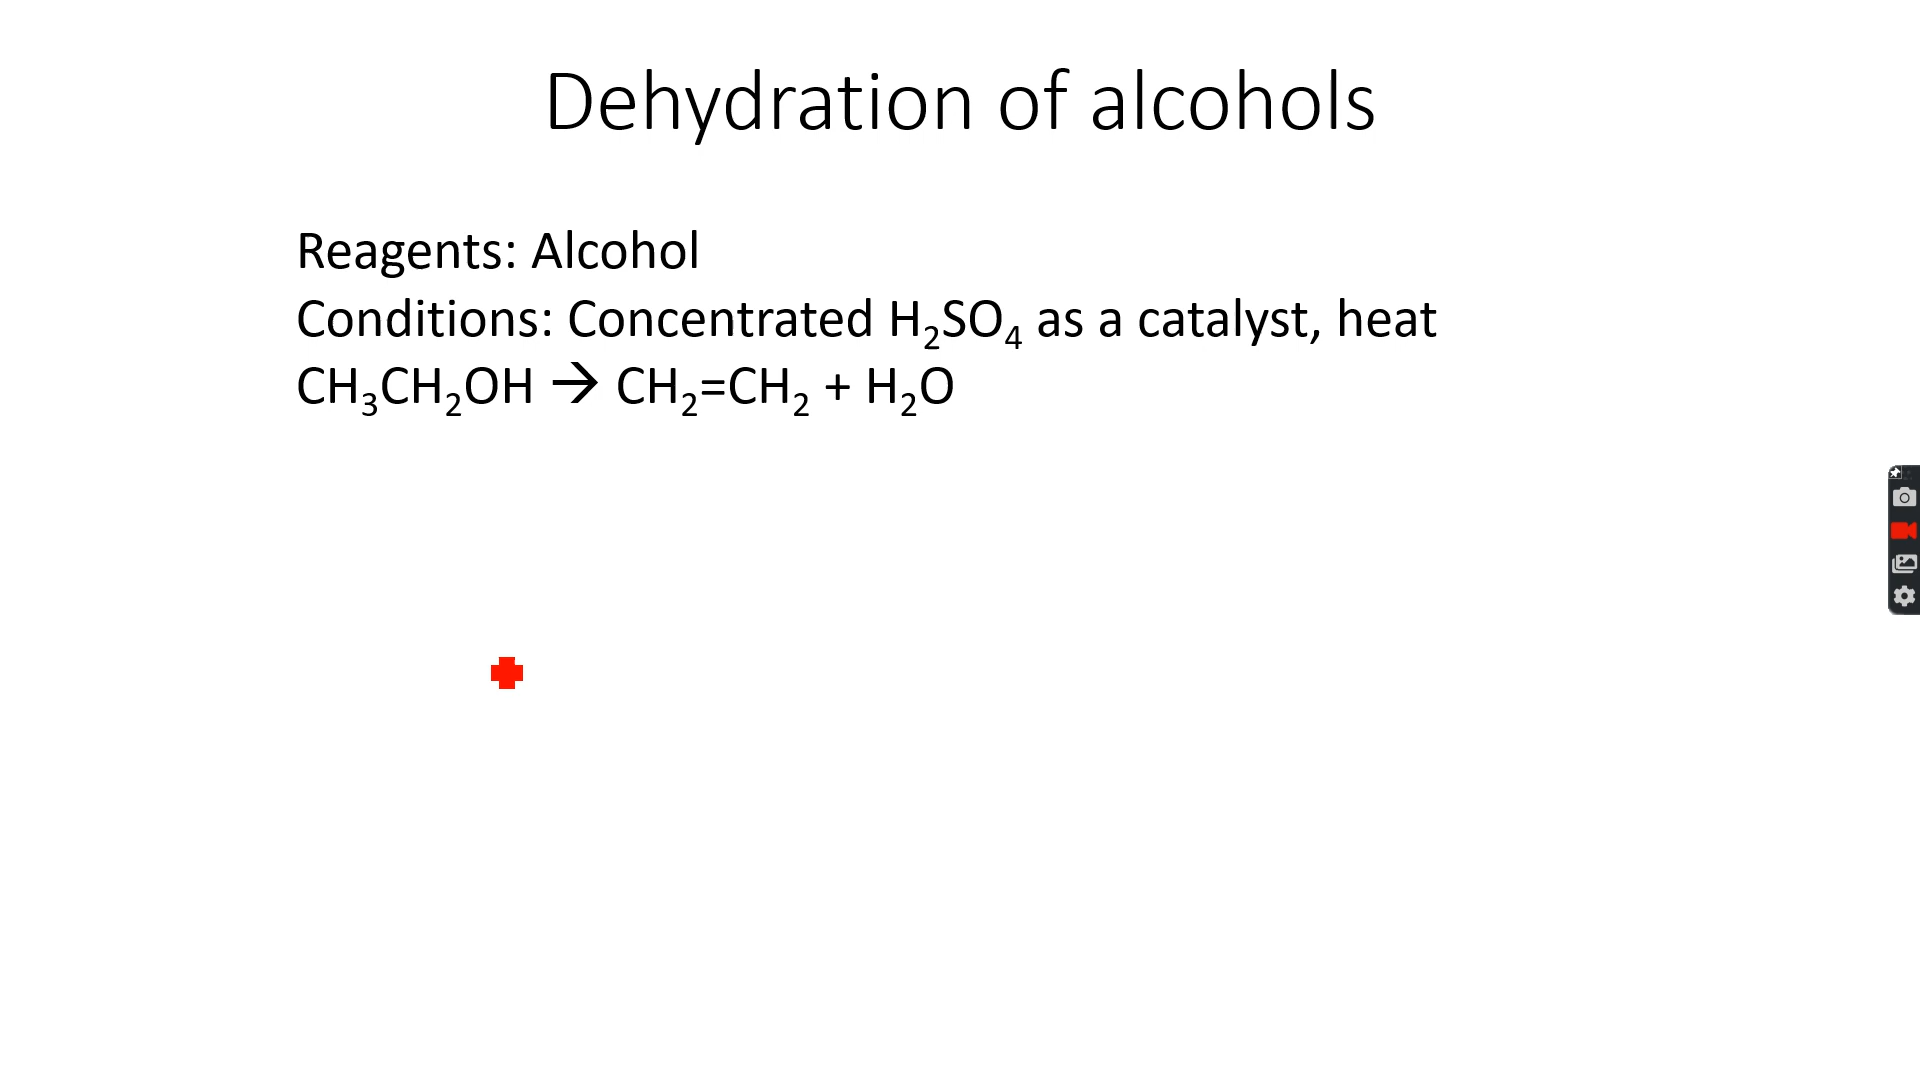 Dehydration of alcohols
Reagents: Alcohol
Conditions: Concentrated H₂SO₄ as a catalyst, heat
CH₃CH₂OH → CH₂=CH₂ + H₂O